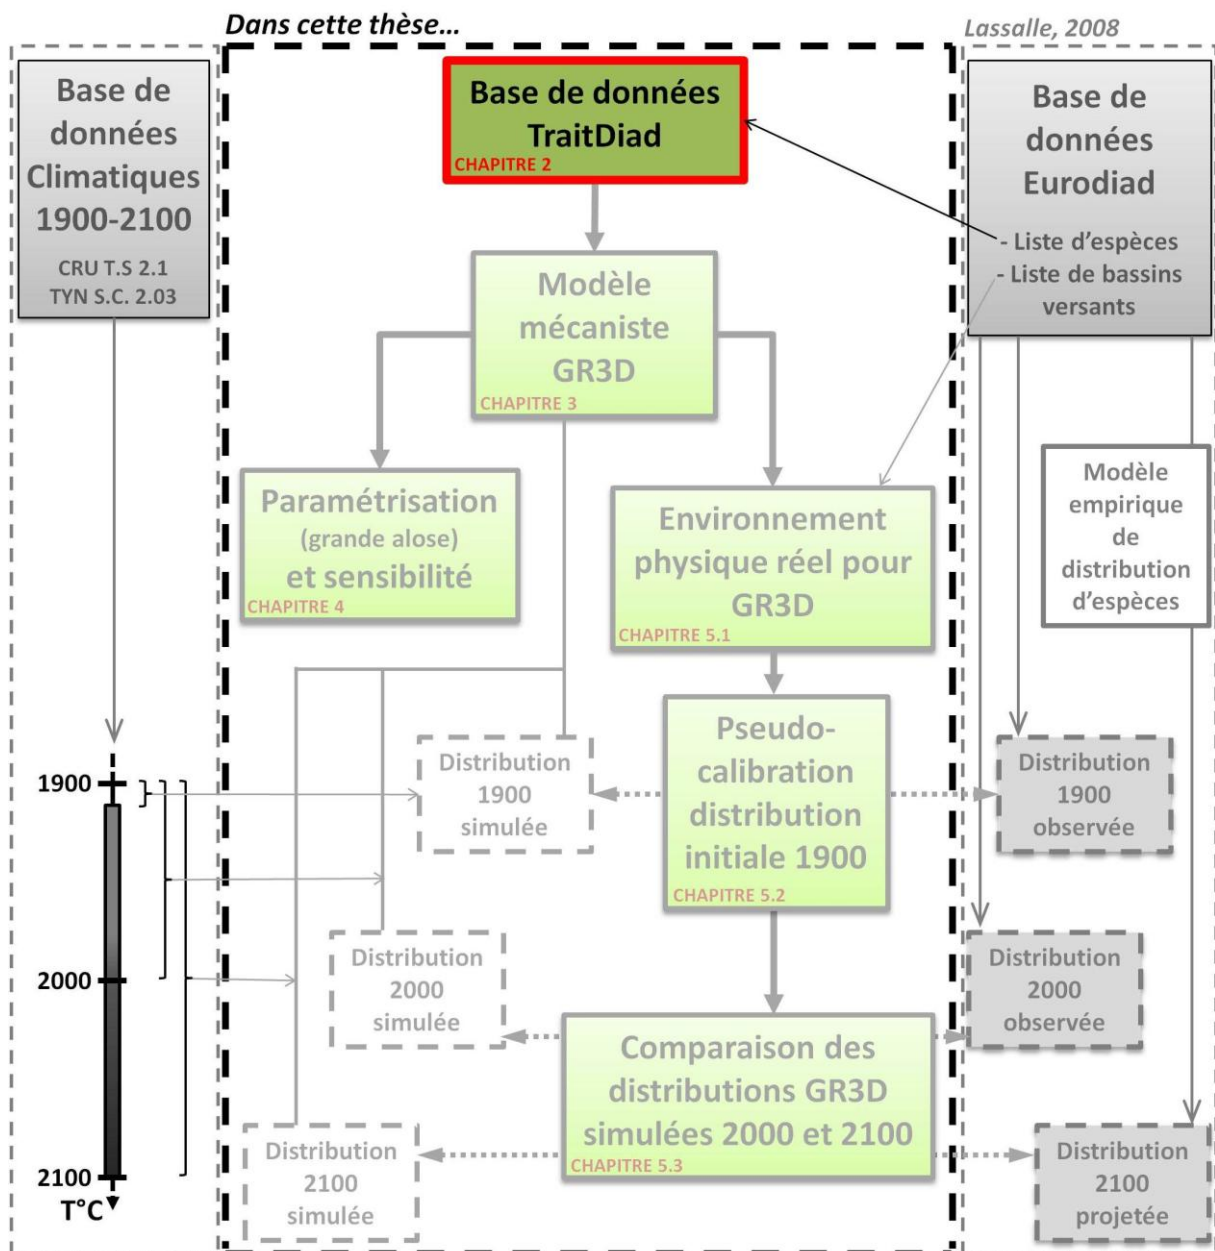 Dans cette thèse...
Lassalle, 2008
Base de
données
Climatiques
1900-2100
CRU T.S 2.1
TYN S.C. 2.03
Base de données
TraitDiad
CHAPITRE 2
Base de
données
Eurodiad
- Liste d'espèces
- Liste de bassins
versants
Modèle
mécaniste
GR3D
CHAPITRE 3
Paramétrisation
(grande alose)
et sensibilité
CHAPITRE 4
Environnement
physique réel pour
GR3D
CHAPITRE 5.1
Modèle
empirique
de
distribution
d'espèces
Pseudo-
calibration
distribution
initiale 1900
CHAPITRE 5.2
1900
2000
2100
T°C
Distribution
1900
simulée
Distribution
1900
observée
Distribution
2000
simulée
Distribution
2000
observée
Comparaison des
distributions GR3D
simulées 2000 et 2100
CHAPITRE 5.3
Distribution
2100
simulée
Distribution
2100
projetée